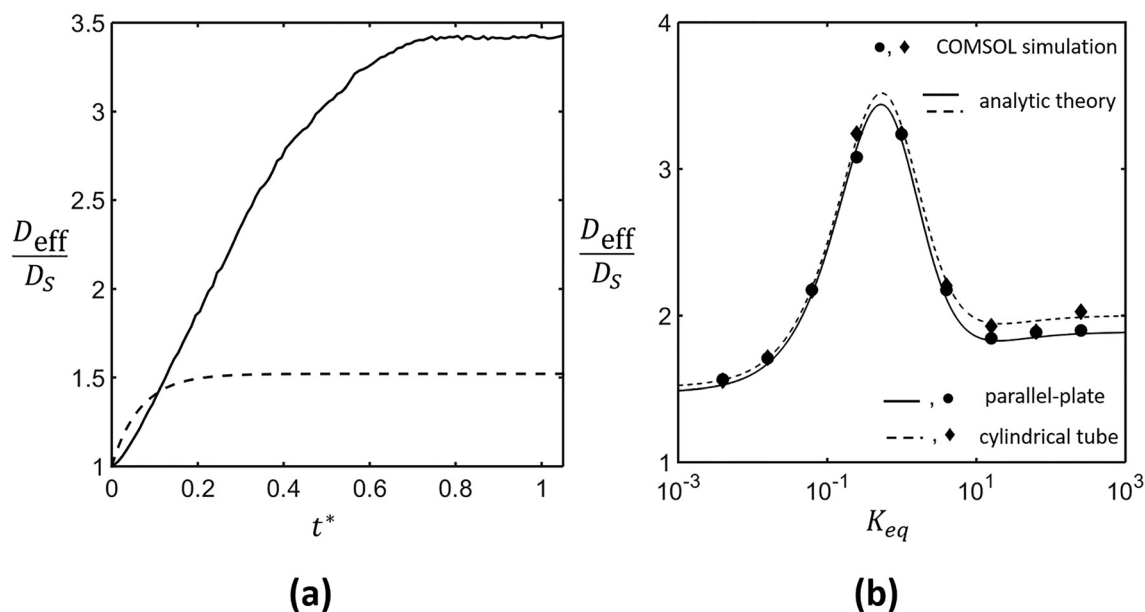 3.5
3
2.5
2
1.5
1
D_eff
D_S
0 0.2 0.4 0.6 0.8 1
t*
(a)
4
3
2
1
D_eff
D_S
●, ◆ COMSOL simulation
analytic theory
, ● parallel-plate
, ◆ cylindrical tube
10^-3 10^-1 10^1 10^3
K_eq
(b)